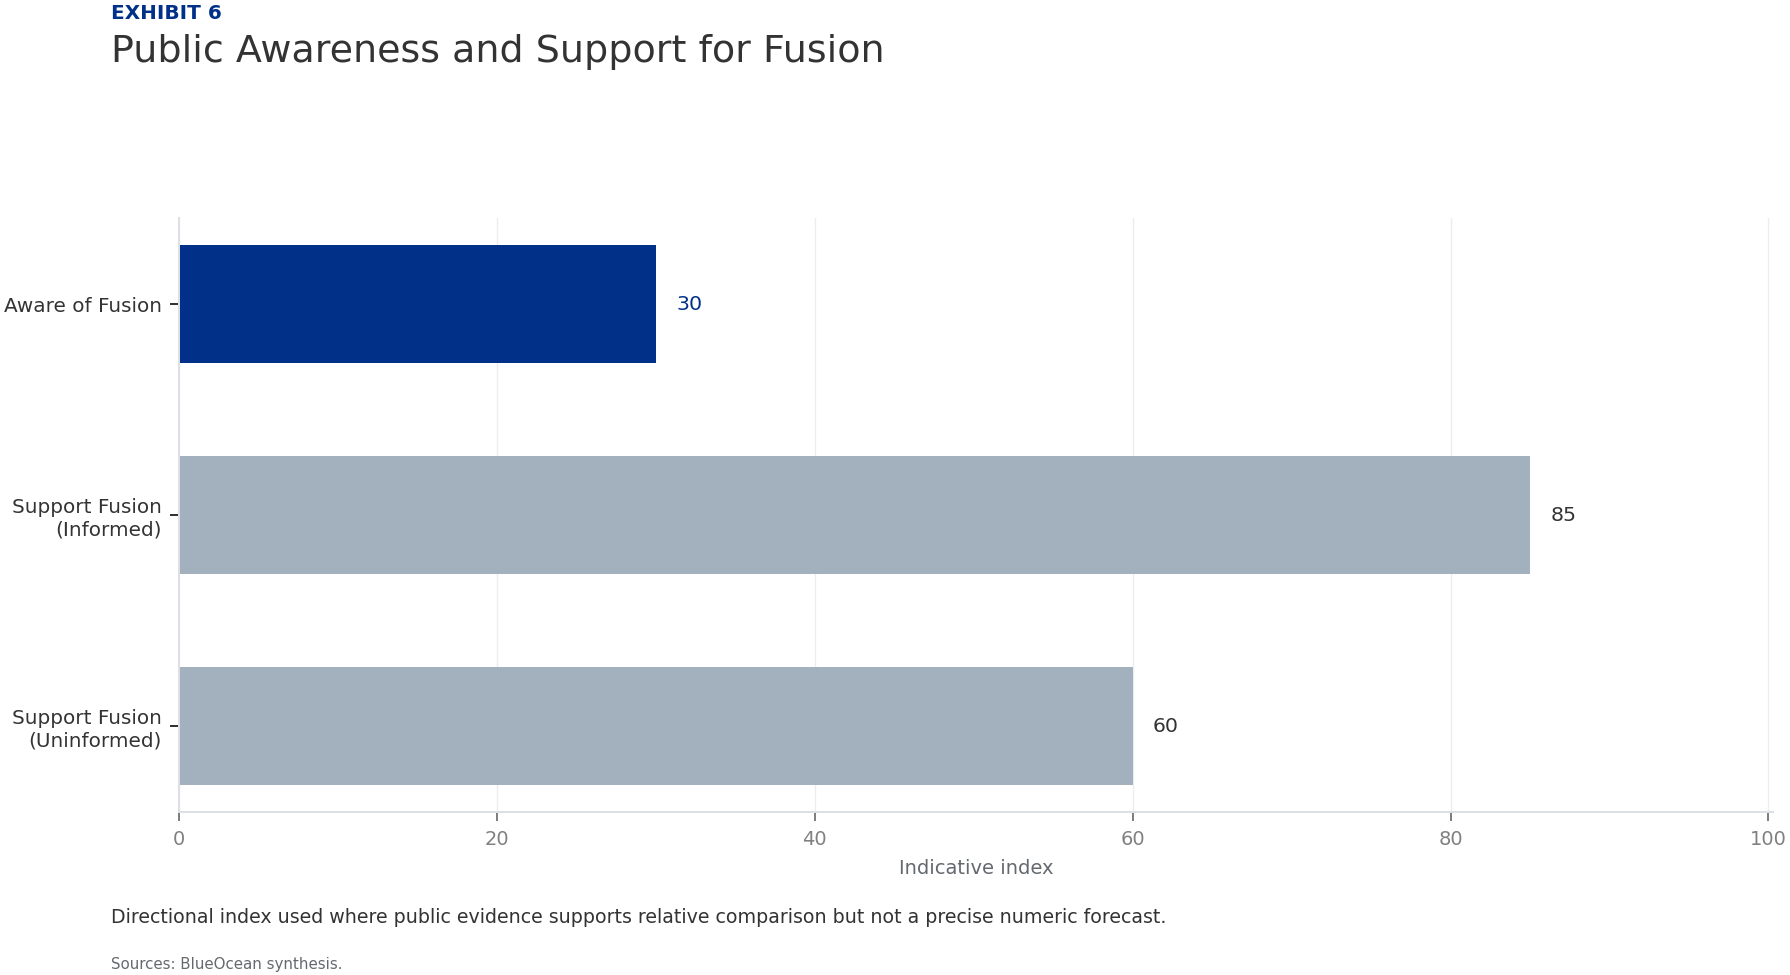 EXHIBIT 6
Public Awareness and Support for Fusion
Aware of Fusion
30
Support Fusion
(Informed)
85
Support Fusion
(Uninformed)
60
0 20 40 60 80 100
Indicative index
Directional index used where public evidence supports relative comparison but not a precise numeric forecast.
Sources: BlueOcean synthesis.